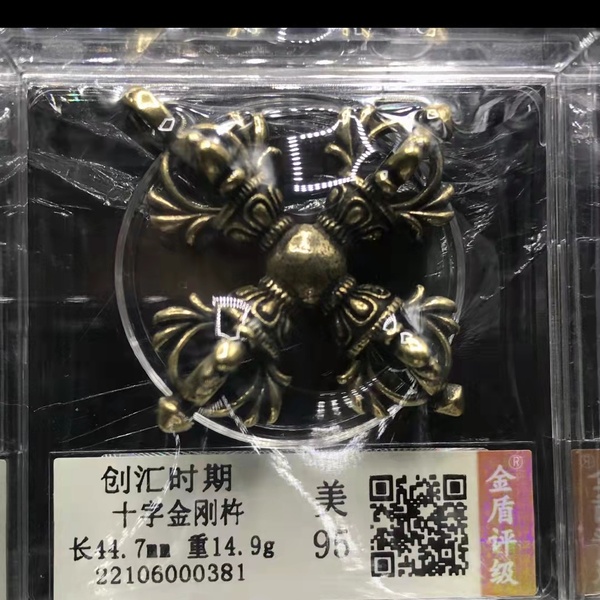 创汇时期
十字金刚杵
长44.7mm 重14.9g
22106000381
美
95
金盾评级
®